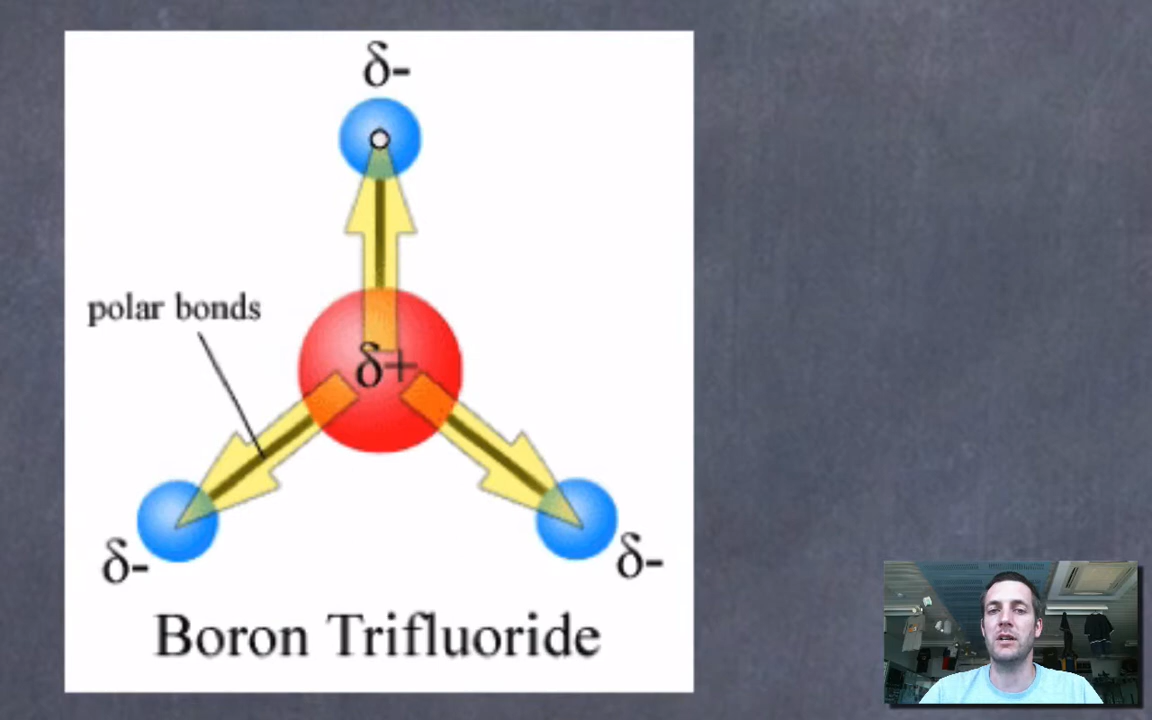 δ-
polar bonds
δ+
δ-
δ-
Boron Trifluoride